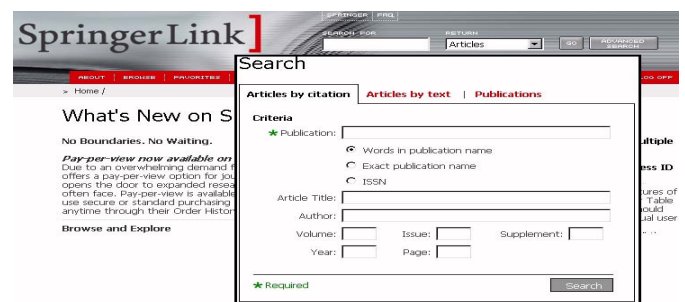 SPRINGER | FAQ
SpringerLink]
SEARCH FOR
RETURN
Articles
GO
ADVANCED SEARCH
ABOUT | BROWSE | FAVORITES |
LOG OFF
» Home /
What's New on S
No Boundaries. No Waiting.
Pay-per-view now available on
Due to an overwhelming demand f
offers a pay-per-view option for jou
opens the door to expanded resea
often face. Pay-per-view is available
use secure or standard purchasing
anytime through their Order Histor
Browse and Explore
Search
Articles by citation | Articles by text | Publications
Criteria
★ Publication:
Words in publication name
Exact publication name
ISSN
Article Title:
Author:
Volume: Issue: Supplement:
Year: Page:
★ Required
Search
ultiple
ess ID
ures of
Table
ould
ual user